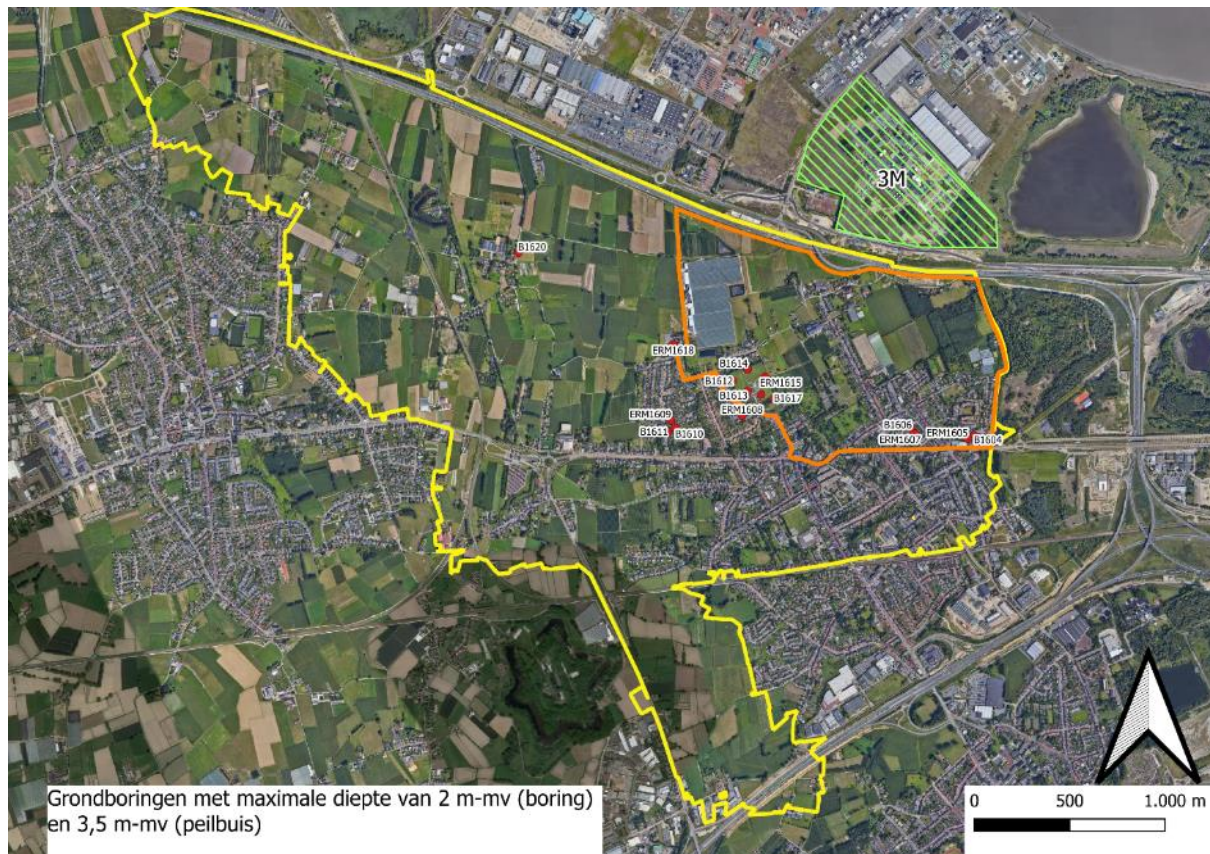 3M
B1620
ERM1618
B1614
B1612
ERM1615
B1613
B1617
ERM1608
ERM1609
B1611
B1610
B1606
ERM1607
ERM1605
B1604
Grondboringen met maximale diepte van 2 m-mv (boring)
en 3,5 m-mv (peilbuis)
0 500 1.000 m